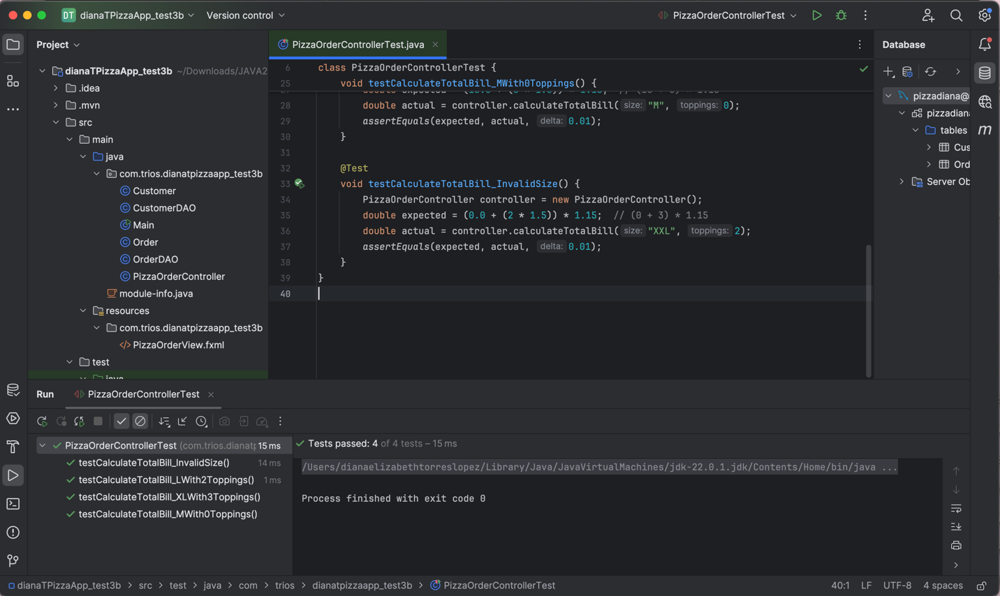 DT dianaTPizzaApp_test3b Version control PizzaOrderControllerTest
Project
dianaTPizzaApp_test3b ~/Downloads/JAVA2
.idea
.mvn
src
main
java
com.trios.dianatpizzaapp_test3b
Customer
CustomerDAO
Main
Order
OrderDAO
PizzaOrderController
module-info.java
resources
com.trios.dianatpizzaapp_test3b
PizzaOrderView.fxml
test
java
PizzaOrderControllerTest.java
6 class PizzaOrderControllerTest {
25 void testCalculateTotalBill_MWith0Toppings() {
28 double actual = controller.calculateTotalBill( size: "M", toppings: 0);
29 assertEquals(expected, actual, delta: 0.01);
30 }
31
32 @Test
33 void testCalculateTotalBill_InvalidSize() {
34 PizzaOrderController controller = new PizzaOrderController();
35 double expected = (0.0 + (2 * 1.5)) * 1.15; // (0 + 3) * 1.15
36 double actual = controller.calculateTotalBill( size: "XXL", toppings: 2);
37 assertEquals(expected, actual, delta: 0.01);
38 }
39 }
40
Database
pizzadiana@
pizzadiana
tables
Cus
Ord
Server Ob
m
Run PizzaOrderControllerTest
PizzaOrderControllerTest (com.trios.dianatp 15 ms
testCalculateTotalBill_InvalidSize() 14 ms
testCalculateTotalBill_LWith2Toppings() 1 ms
testCalculateTotalBill_XLWith3Toppings()
testCalculateTotalBill_MWith0Toppings()
Tests passed: 4 of 4 tests – 15 ms
/Users/dianaelizabethtorreslopez/Library/Java/JavaVirtualMachines/jdk-22.0.1.jdk/Contents/Home/bin/java ...
Process finished with exit code 0
dianaTPizzaApp_test3b > src > test > java > com > trios > dianatpizzaapp_test3b > PizzaOrderControllerTest
40:1 LF UTF-8 4 spaces